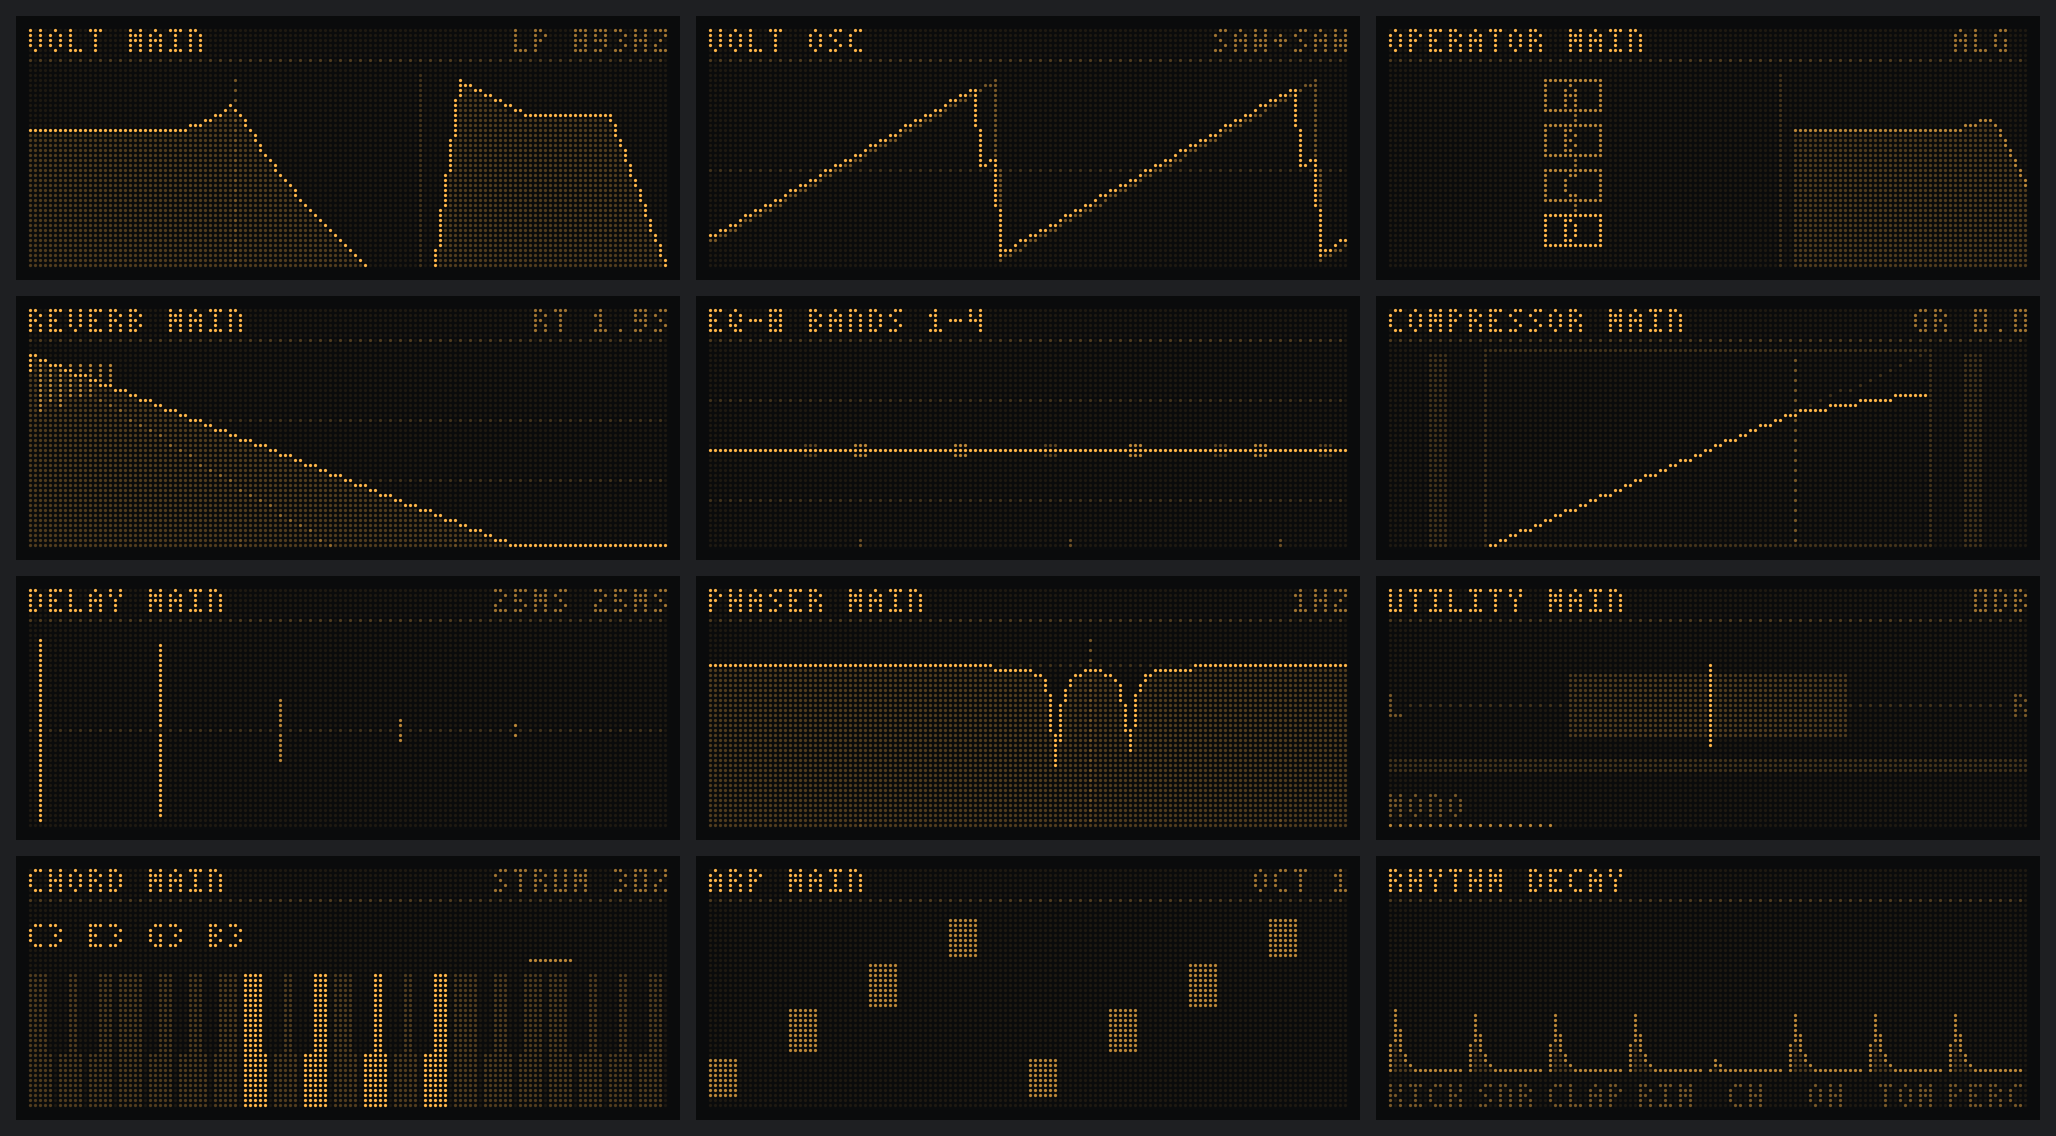 VOLT MAIN LP 893HZ
VOLT OSC SAW+SAW
OPERATOR MAIN ALG
A
B
C
D
REVERB MAIN RT 1.9S
EQ-8 BANDS 1-4
COMPRESSOR MAIN GR 0.0
DELAY MAIN 25MS 25MS
PHASER MAIN 1HZ
UTILITY MAIN 0DB
L R
MONO
CHORD MAIN STRUM 30%
C3 E3 G3 B3
ARP MAIN OCT 1
RHYTHM DECAY
KICK SNR CLAP RIM CH OH TOM PERC